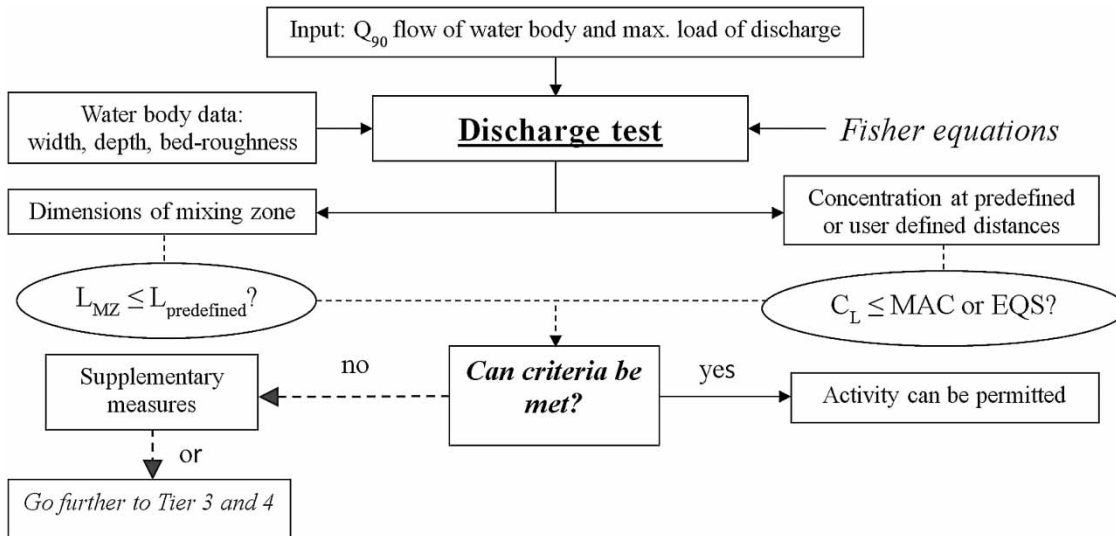 Input: Q90 flow of water body and max. load of discharge
Water body data:
width, depth, bed-roughness
Discharge test
Fisher equations
Dimensions of mixing zone
Concentration at predefined
or user defined distances
LMZ ≤ Lpredefined?
CL ≤ MAC or EQS?
Supplementary
measures
no
Can criteria be
met?
yes
Activity can be permitted
or
Go further to Tier 3 and 4